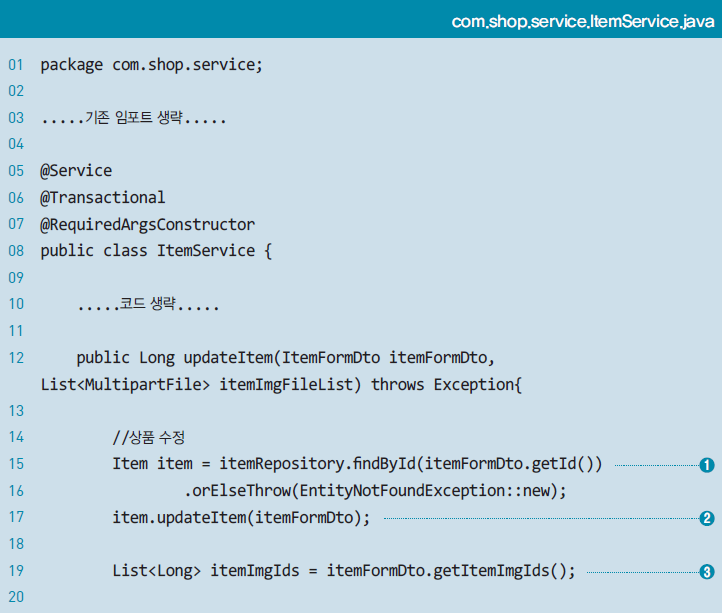 com.shop.service.ItemService.java
01 package com.shop.service;
02
03 .....기존 임포트 생략.....
04
05 @Service
06 @Transactional
07 @RequiredArgsConstructor
08 public class ItemService {
09
10     .....코드 생략.....
11
12     public Long updateItem(ItemFormDto itemFormDto,
List<MultipartFile> itemImgFileList) throws Exception{
13
14         //상품 수정
15         Item item = itemRepository.findById(itemFormDto.getId()) ❶
16                 .orElseThrow(EntityNotFoundException::new);
17         item.updateItem(itemFormDto); ❷
18
19         List<Long> itemImgIds = itemFormDto.getItemImgIds(); ❸
20